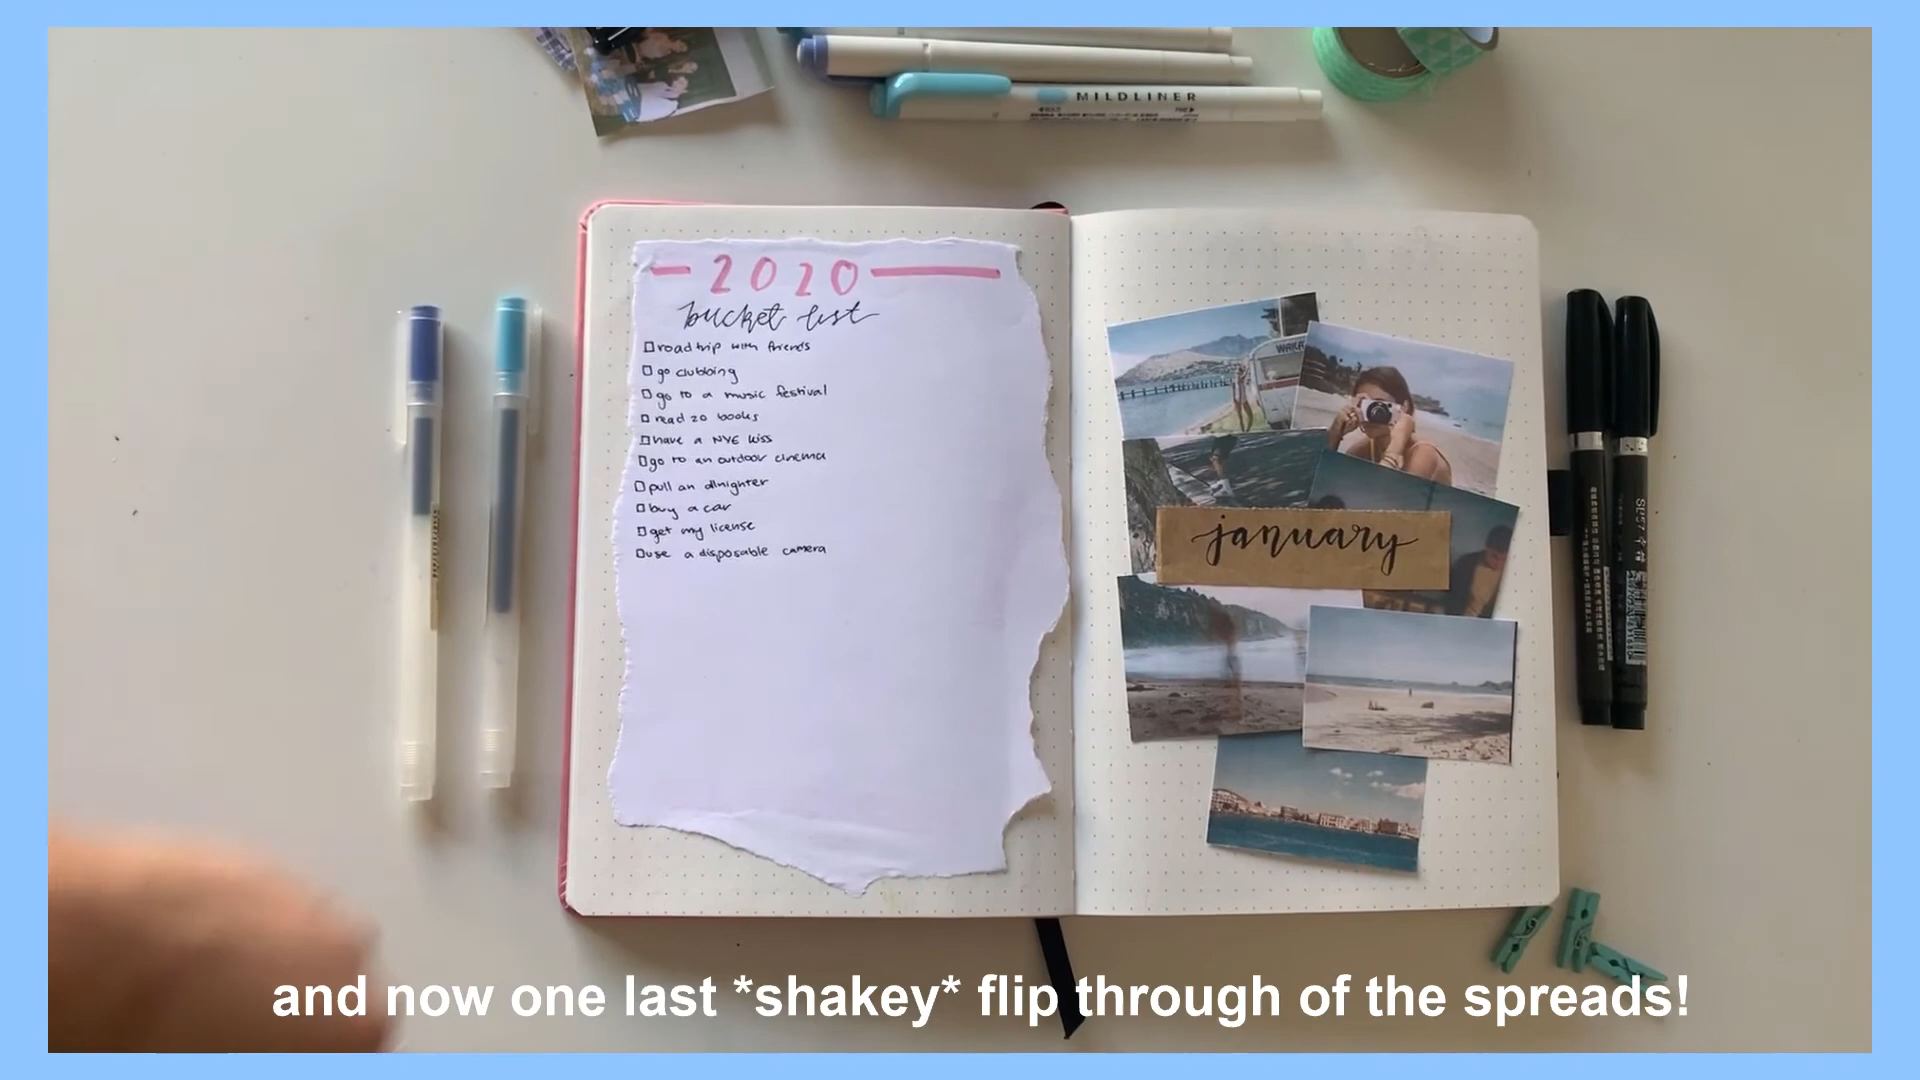 MILDLINER
WAKA
2020
bucket list
□ road trip with friends
□ go clubbing
□ go to a music festival
□ read 20 books
□ have a NYE kiss
□ go to an outdoor cinema
□ pull an allnighter
□ buy a car
□ get my license
□ use a disposable camera
january
and now one last *shakey* flip through of the spreads!